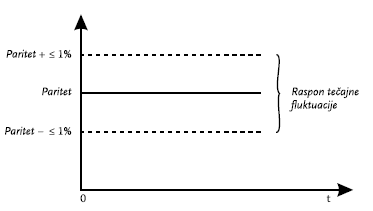 Paritet + ≤ 1%
Paritet
Raspon tečajne
fluktuacije
Paritet − ≤ 1%
0
t